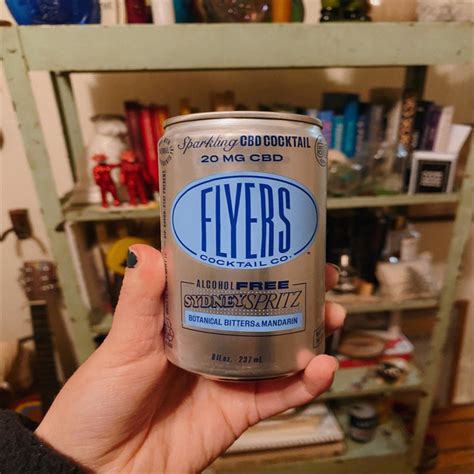 Sparkling CBD COCKTAIL
20 MG CBD
FLYERS
COCKTAIL CO.
TM
ALCOHOL FREE
SYDNEY SPRITZ
BOTANICAL BITTERS & MANDARIN
8 fl oz. 237 mL